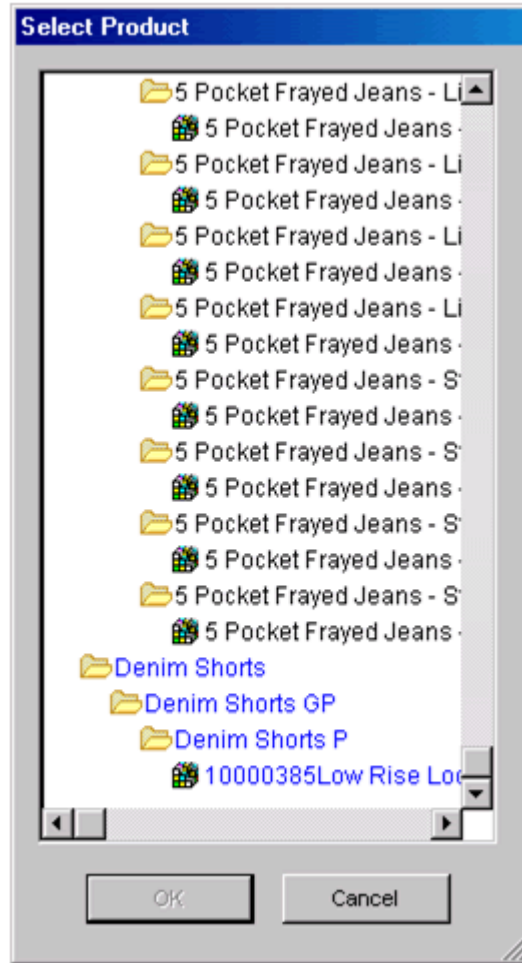 Select Product
5 Pocket Frayed Jeans - Li
5 Pocket Frayed Jeans -
5 Pocket Frayed Jeans - Li
5 Pocket Frayed Jeans -
5 Pocket Frayed Jeans - Li
5 Pocket Frayed Jeans -
5 Pocket Frayed Jeans - Li
5 Pocket Frayed Jeans -
5 Pocket Frayed Jeans - S
5 Pocket Frayed Jeans -
5 Pocket Frayed Jeans - S
5 Pocket Frayed Jeans -
5 Pocket Frayed Jeans - S
5 Pocket Frayed Jeans -
5 Pocket Frayed Jeans - S
5 Pocket Frayed Jeans -
Denim Shorts
Denim Shorts GP
Denim Shorts P
10000385Low Rise Loo
OK Cancel